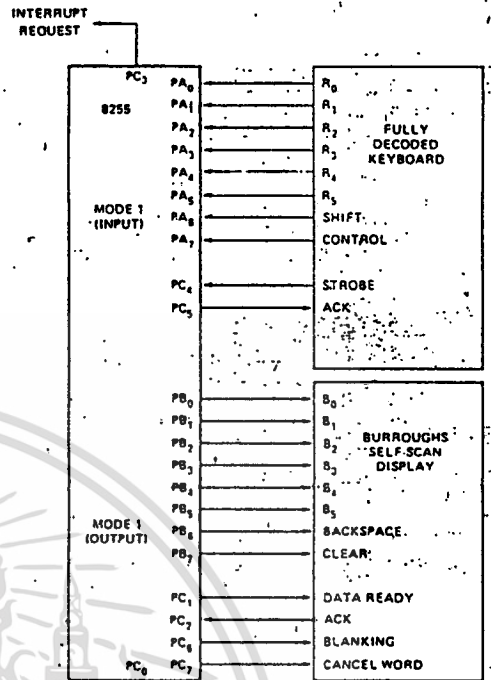 INTERRUPT
REQUEST
PC3
8255
MODE 1
(INPUT)
PA0
PA1
PA2
PA3
PA4
PA5
PA6
PA7
PC4
PC5
R0
R1
R2
R3
R4
R5
SHIFT
CONTROL
STROBE
ACK
FULLY
DECODED
KEYBOARD
MODE 1
(OUTPUT)
PB0
PB1
PB2
PB3
PB4
PB5
PB6
PB7
PC1
PC2
PC6
PC0 PC7
B0
B1
B2
B3
B4
B5
BACKSPACE
CLEAR
DATA READY
ACK
BLANKING
CANCEL WORD
BURROUGHS
SELF-SCAN
DISPLAY